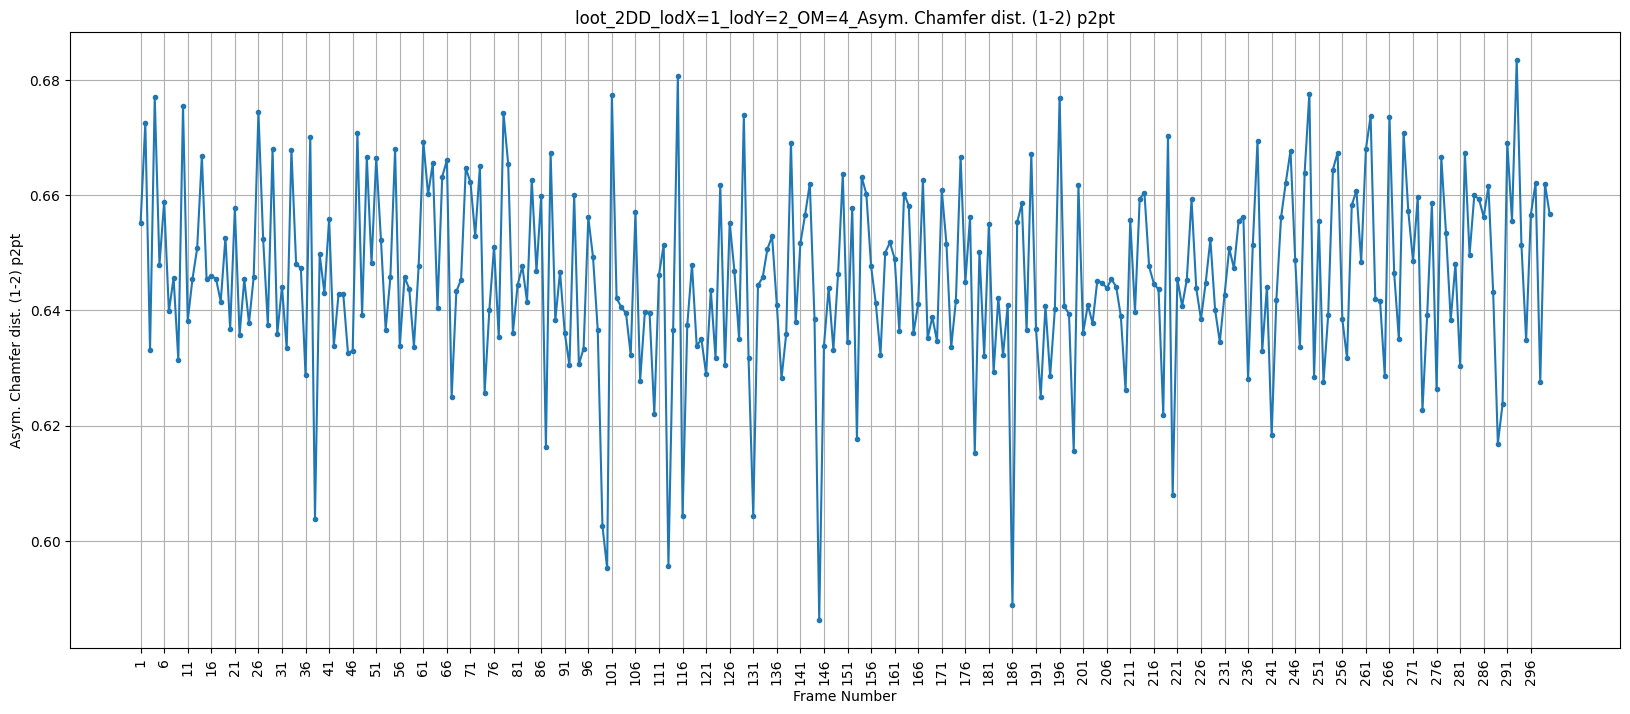 loot_2DD_lodX=1_lodY=2_OM=4_Asym. Chamfer dist. (1-2) p2pt
Asym. Chamfer dist. (1-2) p2pt
0.68
0.66
0.64
0.62
0.60
1 6 11 16 21 26 31 36 41 46 51 56 61 66 71 76 81 86 91 96 101 106 111 116 121 126 131 136 141 146 151 156 161 166 171 176 181 186 191 196 201 206 211 216 221 226 231 236 241 246 251 256 261 266 271 276 281 286 291 296
Frame Number